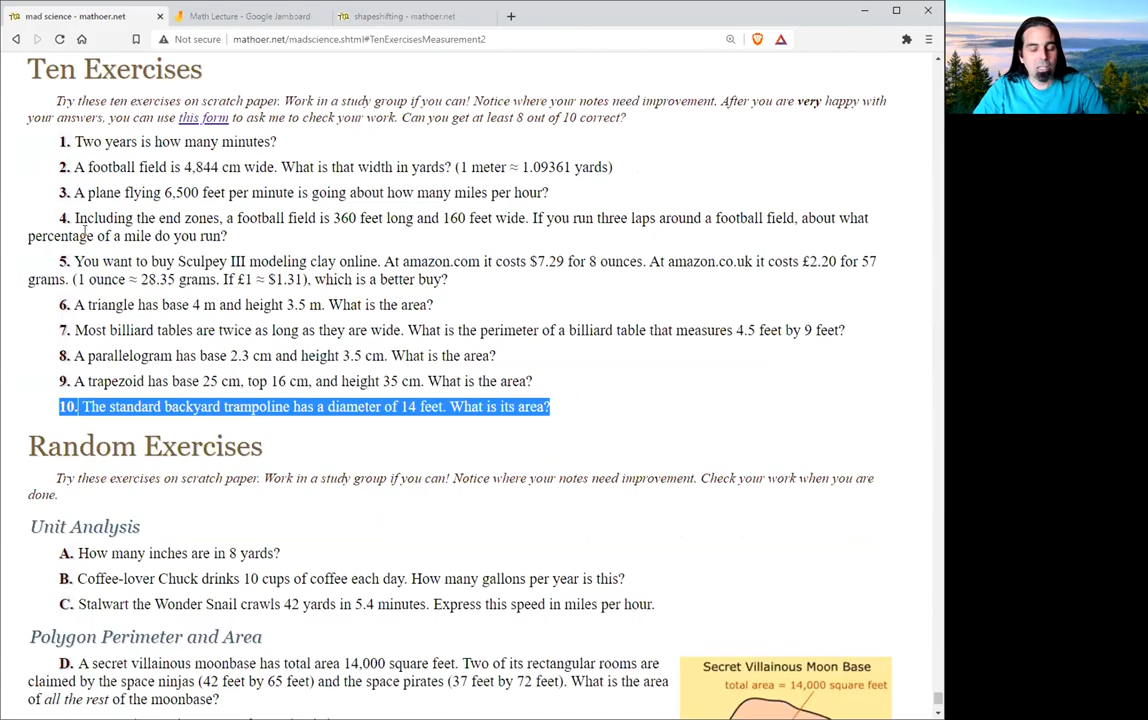 mad science - mathoer.net
Math Lecture - Google Jamboard
shapeshifting - mathoer.net
Not secure
mathoer.net/madscience.shtml#TenExercisesMeasurement2
Ten Exercises
Try these ten exercises on scratch paper. Work in a study group if you can! Notice where your notes need improvement. After you are very happy with
your answers, you can use this form to ask me to check your work. Can you get at least 8 out of 10 correct?
1. Two years is how many minutes?
2. A football field is 4,844 cm wide. What is that width in yards? (1 meter ≈ 1.09361 yards)
3. A plane flying 6,500 feet per minute is going about how many miles per hour?
4. Including the end zones, a football field is 360 feet long and 160 feet wide. If you run three laps around a football field, about what
percentage of a mile do you run?
5. You want to buy Sculpey III modeling clay online. At amazon.com it costs $7.29 for 8 ounces. At amazon.co.uk it costs £2.20 for 57
grams. (1 ounce ≈ 28.35 grams. If £1 ≈ $1.31), which is a better buy?
6. A triangle has base 4 m and height 3.5 m. What is the area?
7. Most billiard tables are twice as long as they are wide. What is the perimeter of a billiard table that measures 4.5 feet by 9 feet?
8. A parallelogram has base 2.3 cm and height 3.5 cm. What is the area?
9. A trapezoid has base 25 cm, top 16 cm, and height 35 cm. What is the area?
10. The standard backyard trampoline has a diameter of 14 feet. What is its area?
Random Exercises
Try these exercises on scratch paper. Work in a study group if you can! Notice where your notes need improvement. Check your work when you are
done.
Unit Analysis
A. How many inches are in 8 yards?
B. Coffee-lover Chuck drinks 10 cups of coffee each day. How many gallons per year is this?
C. Stalwart the Wonder Snail crawls 42 yards in 5.4 minutes. Express this speed in miles per hour.
Polygon Perimeter and Area
D. A secret villainous moonbase has total area 14,000 square feet. Two of its rectangular rooms are
claimed by the space ninjas (42 feet by 65 feet) and the space pirates (37 feet by 72 feet). What is the area
of all the rest of the moonbase?
Secret Villainous Moon Base
total area = 14,000 square feet